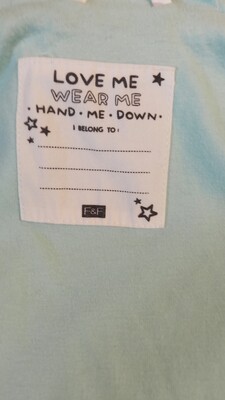 LOVE ME
WEAR ME
• HAND • ME • DOWN •
I BELONG TO:
F&F